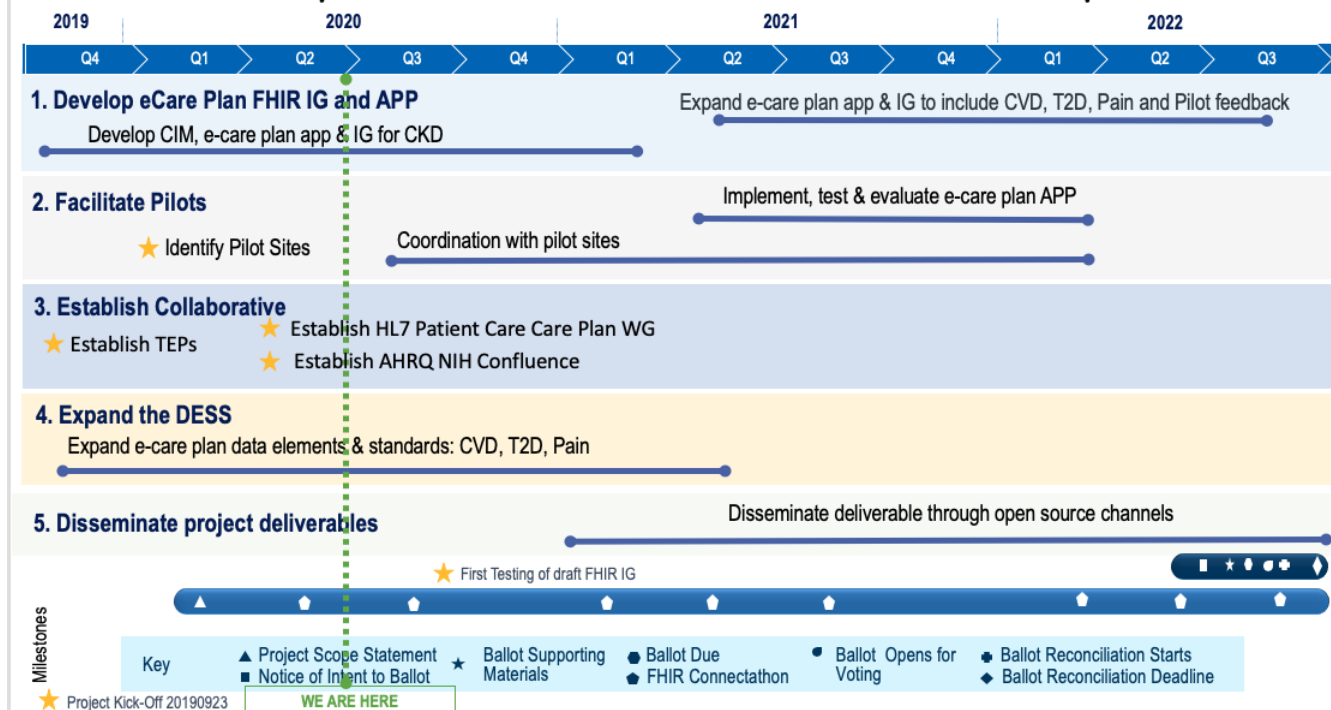 2019
2020
2021
2022
Q4
Q1
Q2
Q3
Q4
Q1
Q2
Q3
Q4
Q1
Q2
Q3
1. Develop eCare Plan FHIR IG and APP
Expand e-care plan app & IG to include CVD, T2D, Pain and Pilot feedback
Develop CIM, e-care plan app & IG for CKD
2. Facilitate Pilots
Implement, test & evaluate e-care plan APP
Identify Pilot Sites
Coordination with pilot sites
3. Establish Collaborative
Establish HL7 Patient Care Care Plan WG
Establish TEPs
Establish AHRQ NIH Confluence
4. Expand the DESS
Expand e-care plan data elements & standards: CVD, T2D, Pain
5. Disseminate project deliverables
Disseminate deliverable through open source channels
First Testing of draft FHIR IG
Milestones
Key
Project Scope Statement
Notice of Intent to Ballot
Ballot Supporting
Materials
Ballot Due
FHIR Connectathon
Ballot Opens for
Voting
Ballot Reconciliation Starts
Ballot Reconciliation Deadline
Project Kick-Off 20190923
WE ARE HERE